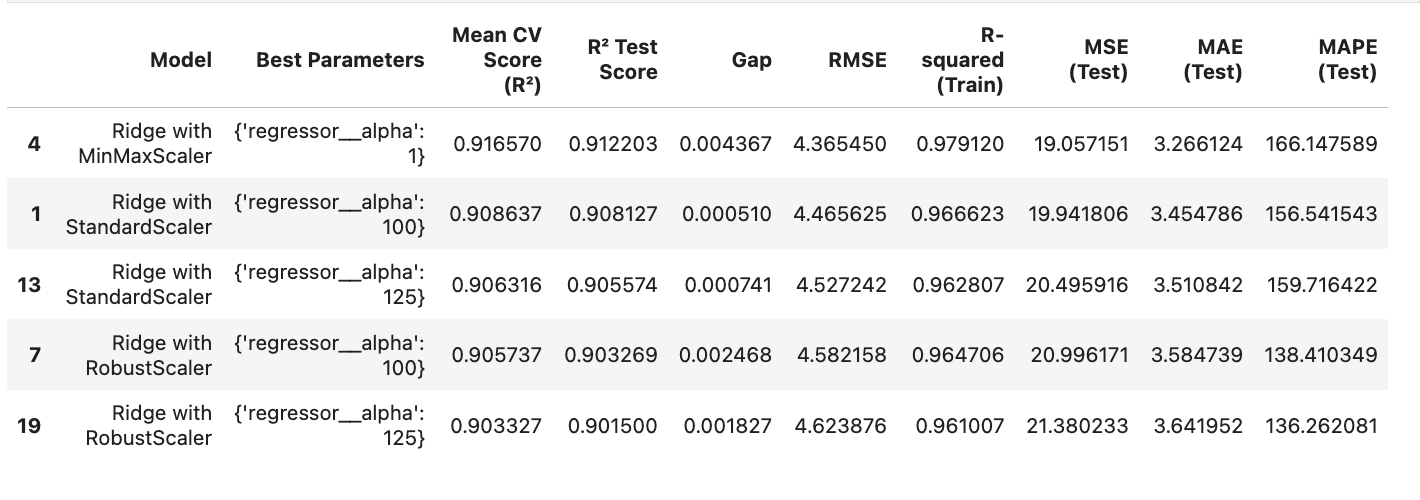 Model Best Parameters Mean CV Score (R²) R² Test Score Gap RMSE R-squared (Train) MSE (Test) MAE (Test) MAPE (Test)
4 Ridge with MinMaxScaler {'regressor__alpha': 1} 0.916570 0.912203 0.004367 4.365450 0.979120 19.057151 3.266124 166.147589
1 Ridge with StandardScaler {'regressor__alpha': 100} 0.908637 0.908127 0.000510 4.465625 0.966623 19.941806 3.454786 156.541543
13 Ridge with StandardScaler {'regressor__alpha': 125} 0.906316 0.905574 0.000741 4.527242 0.962807 20.495916 3.510842 159.716422
7 Ridge with RobustScaler {'regressor__alpha': 100} 0.905737 0.903269 0.002468 4.582158 0.964706 20.996171 3.584739 138.410349
19 Ridge with RobustScaler {'regressor__alpha': 125} 0.903327 0.901500 0.001827 4.623876 0.961007 21.380233 3.641952 136.262081